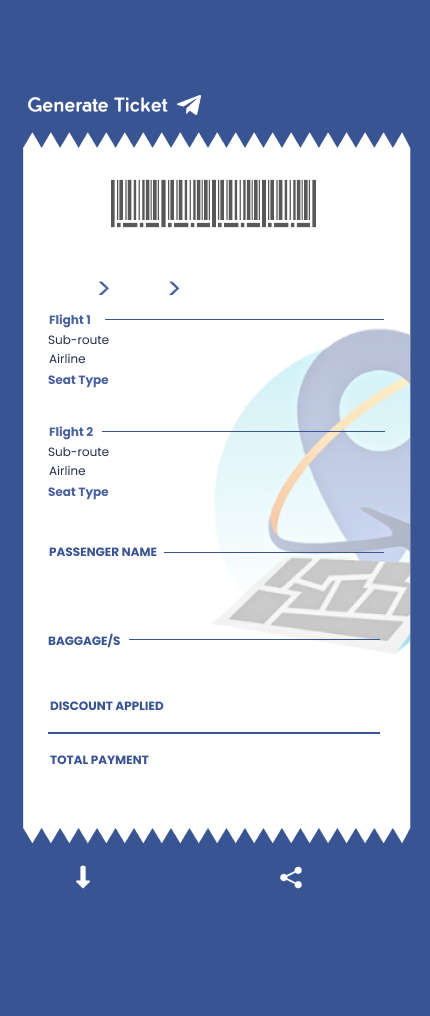 Generate Ticket
Flight 1
Sub-route
Airline
Seat Type
Flight 2
Sub-route
Airline
Seat Type
PASSENGER NAME
BAGGAGE/S
DISCOUNT APPLIED
TOTAL PAYMENT